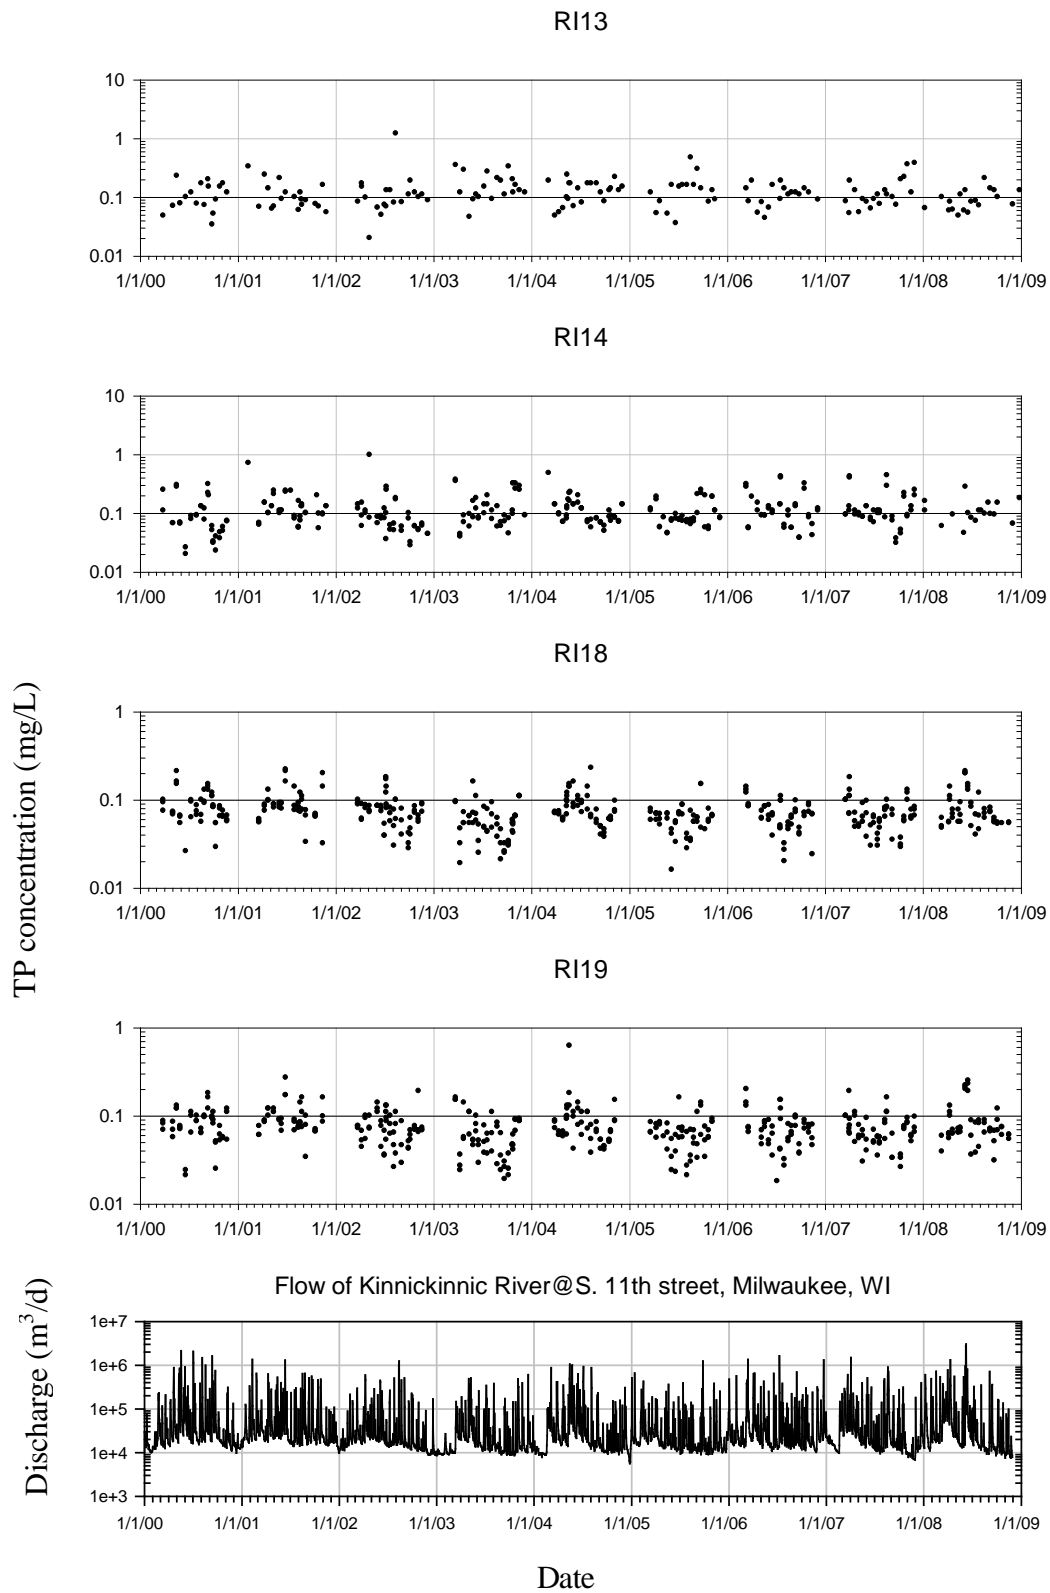 RI13
10
1
0.1
0.01
1/1/00 1/1/01 1/1/02 1/1/03 1/1/04 1/1/05 1/1/06 1/1/07 1/1/08 1/1/09
RI14
10
1
0.1
0.01
1/1/00 1/1/01 1/1/02 1/1/03 1/1/04 1/1/05 1/1/06 1/1/07 1/1/08 1/1/09
RI18
TP concentration (mg/L)
1
0.1
0.01
1/1/00 1/1/01 1/1/02 1/1/03 1/1/04 1/1/05 1/1/06 1/1/07 1/1/08 1/1/09
RI19
1
0.1
0.01
1/1/00 1/1/01 1/1/02 1/1/03 1/1/04 1/1/05 1/1/06 1/1/07 1/1/08 1/1/09
Flow of Kinnickinnic River@S. 11th street, Milwaukee, WI
Discharge (m³/d)
1e+7
1e+6
1e+5
1e+4
1e+3
1/1/00 1/1/01 1/1/02 1/1/03 1/1/04 1/1/05 1/1/06 1/1/07 1/1/08 1/1/09
Date